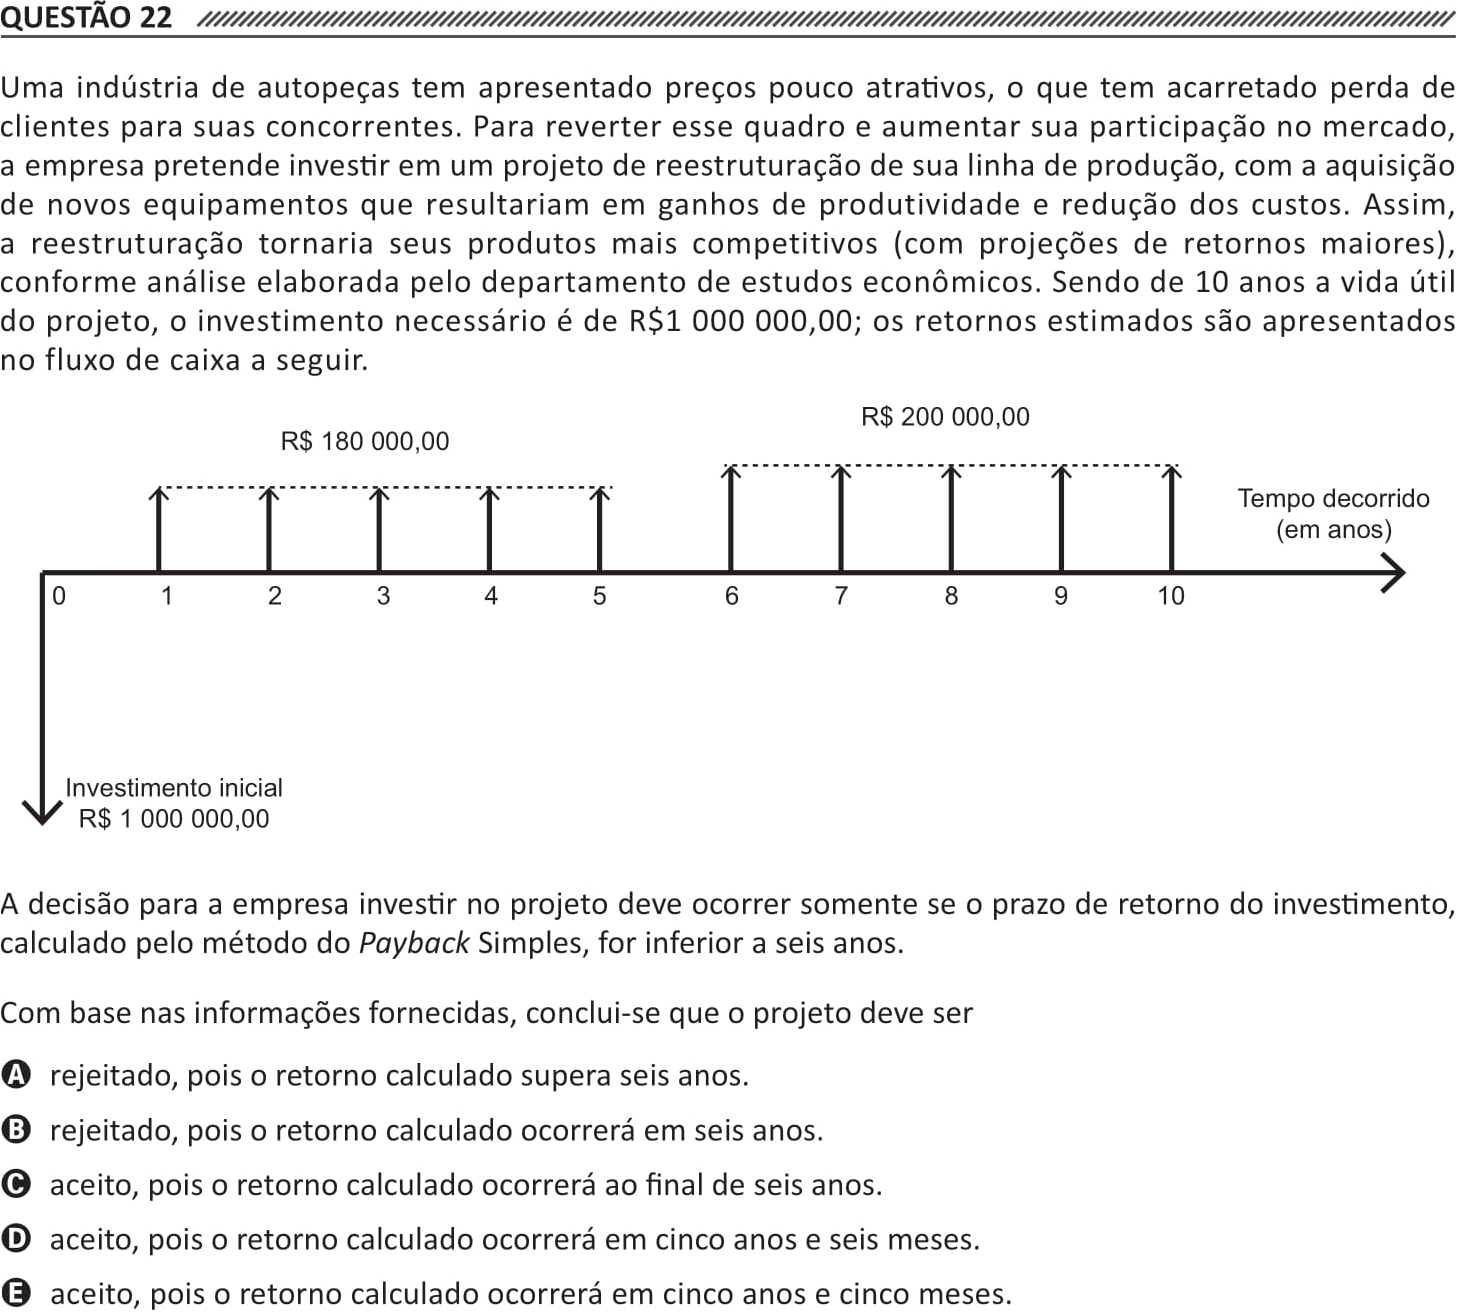 QUESTÃO 22
Uma indústria de autopeças tem apresentado preços pouco atrativos, o que tem acarretado perda de
clientes para suas concorrentes. Para reverter esse quadro e aumentar sua participação no mercado,
a empresa pretende investir em um projeto de reestruturação de sua linha de produção, com a aquisição
de novos equipamentos que resultariam em ganhos de produtividade e redução dos custos. Assim,
a reestruturação tornaria seus produtos mais competitivos (com projeções de retornos maiores),
conforme análise elaborada pelo departamento de estudos econômicos. Sendo de 10 anos a vida útil
do projeto, o investimento necessário é de R$1 000 000,00; os retornos estimados são apresentados
no fluxo de caixa a seguir.
R$ 200 000,00
R$ 180 000,00
Tempo decorrido
(em anos)
0 1 2 3 4 5 6 7 8 9 10
Investimento inicial
R$ 1 000 000,00
A decisão para a empresa investir no projeto deve ocorrer somente se o prazo de retorno do investimento,
calculado pelo método do Payback Simples, for inferior a seis anos.
Com base nas informações fornecidas, conclui-se que o projeto deve ser
A rejeitado, pois o retorno calculado supera seis anos.
B rejeitado, pois o retorno calculado ocorrerá em seis anos.
C aceito, pois o retorno calculado ocorrerá ao final de seis anos.
D aceito, pois o retorno calculado ocorrerá em cinco anos e seis meses.
E aceito, pois o retorno calculado ocorrerá em cinco anos e cinco meses.